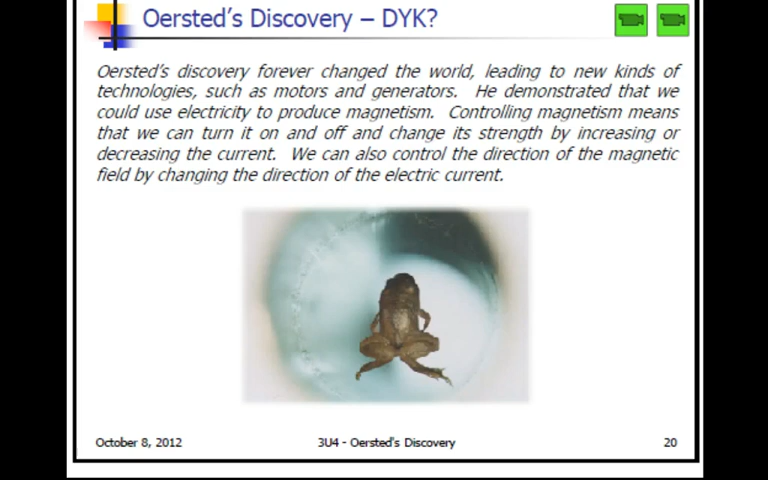 Oersted's Discovery – DYK?
Oersted's discovery forever changed the world, leading to new kinds of
technologies, such as motors and generators. He demonstrated that we
could use electricity to produce magnetism. Controlling magnetism means
that we can turn it on and off and change its strength by increasing or
decreasing the current. We can also control the direction of the magnetic
field by changing the direction of the electric current.
October 8, 2012 3U4 - Oersted's Discovery 20